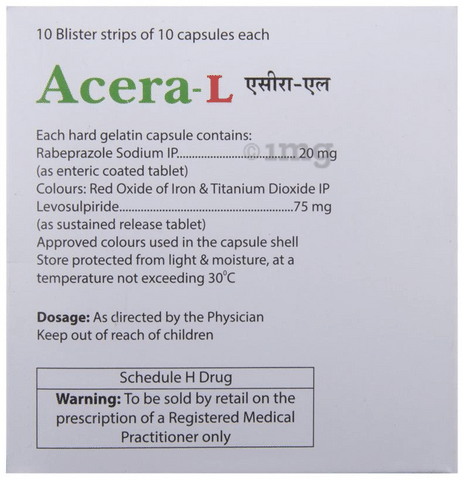 10 Blister strips of 10 capsules each
Acera-L एसीरा-एल
Each hard gelatin capsule contains:
Rabeprazole Sodium IP......................................20 mg
(as enteric coated tablet)
Colours: Red Oxide of Iron & Titanium Dioxide IP
Levosulpiride.....................................................75 mg
(as sustained release tablet)
Approved colours used in the capsule shell
Store protected from light & moisture, at a
temperature not exceeding 30°C
Dosage: As directed by the Physician
Keep out of reach of children
Schedule H Drug
Warning: To be sold by retail on the
prescription of a Registered Medical
Practitioner only
©1mg